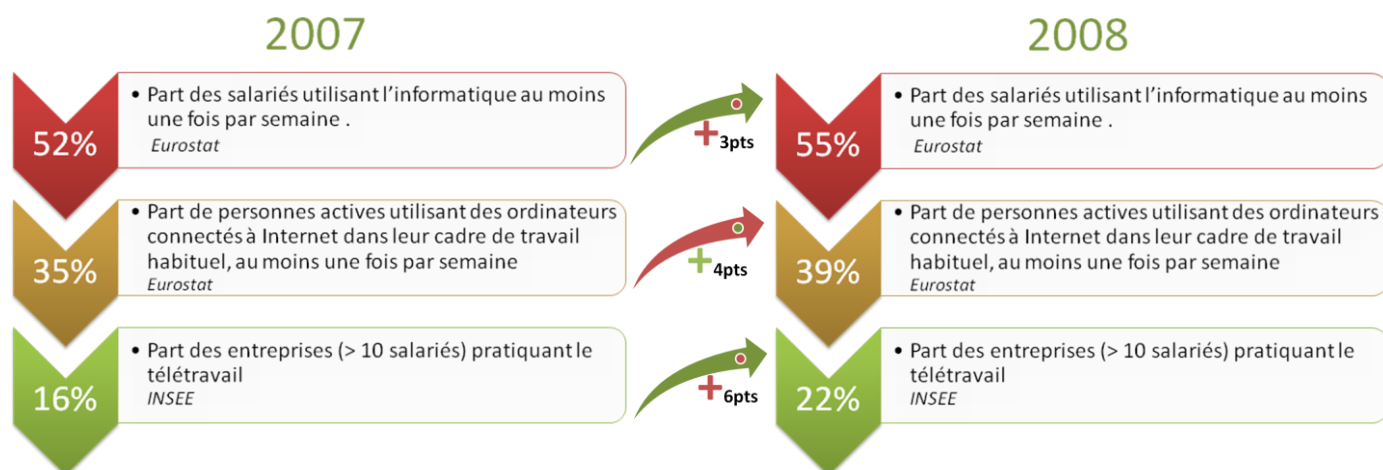 2007
2008
52%
• Part des salariés utilisant l'informatique au moins
une fois par semaine .
Eurostat
+3pts
55%
• Part des salariés utilisant l'informatique au moins
une fois par semaine .
Eurostat
35%
• Part de personnes actives utilisant des ordinateurs
connectés à Internet dans leur cadre de travail
habituel, au moins une fois par semaine
Eurostat
+4pts
39%
• Part de personnes actives utilisant des ordinateurs
connectés à Internet dans leur cadre de travail
habituel, au moins une fois par semaine
Eurostat
16%
• Part des entreprises (> 10 salariés) pratiquant le
télétravail
INSEE
+6pts
22%
• Part des entreprises (> 10 salariés) pratiquant le
télétravail
INSEE